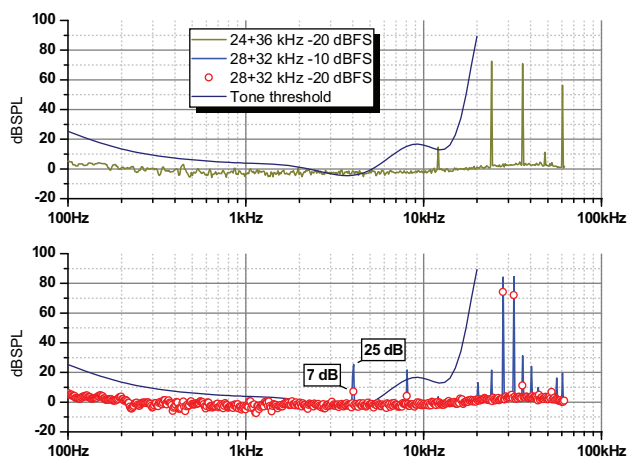 100
80
60
40
20
0
-20
dBSPL
24+36 kHz -20 dBFS
28+32 kHz -10 dBFS
28+32 kHz -20 dBFS
Tone threshold
100Hz 1kHz 10kHz 100kHz
100
80
60
40
20
0
-20
dBSPL
25 dB
7 dB
100Hz 1kHz 10kHz 100kHz